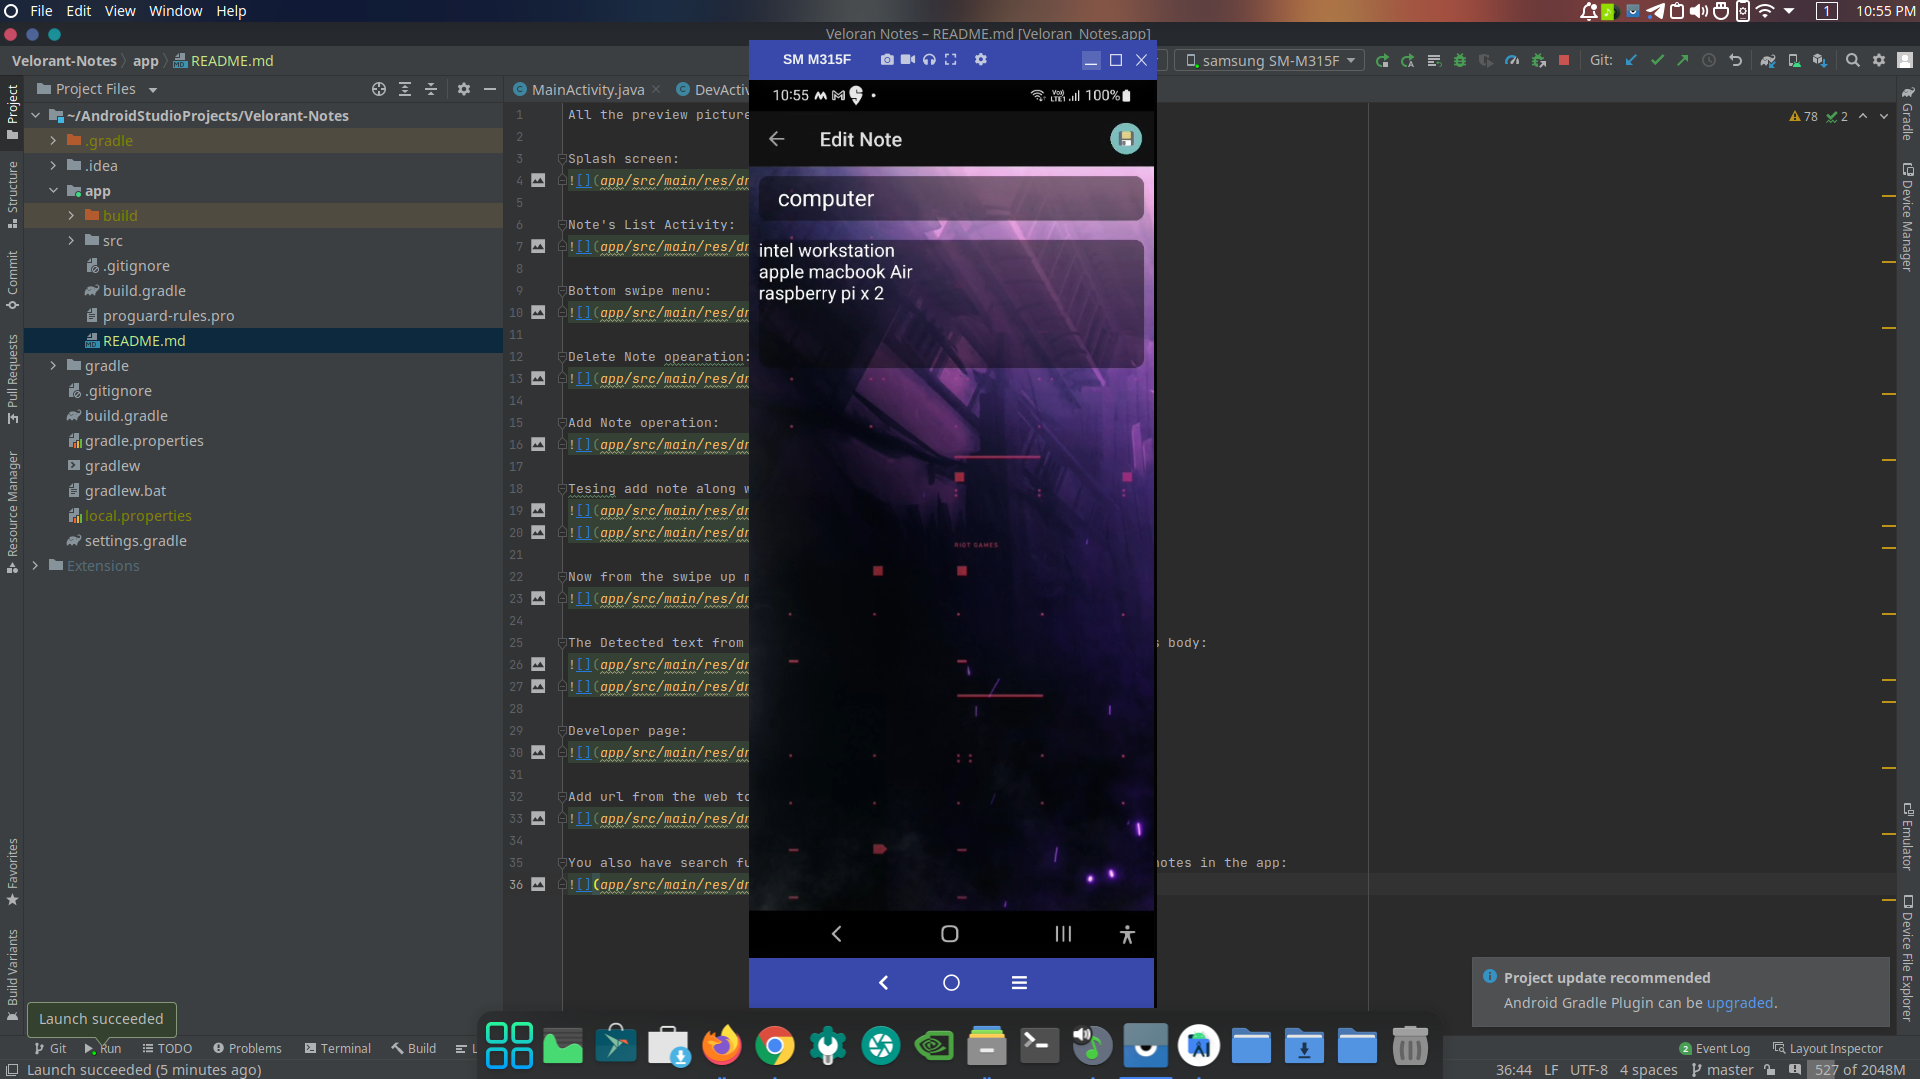 File Edit View Window Help
1 10:55 PM
Veloran Notes – README.md [Veloran_Notes.app]
Velorant-Notes app README.md
SM M315F
samsung SM-M315F
Git:
Project Files
MainActivity.java
DevActiv
10:55
100%
~/AndroidStudioProjects/Velorant-Notes
.gradle
.idea
app
build
src
.gitignore
build.gradle
proguard-rules.pro
README.md
gradle
.gitignore
build.gradle
gradle.properties
gradlew
gradlew.bat
local.properties
settings.gradle
Extensions
Project
Structure
Commit
Pull Requests
Resource Manager
Favorites
Build Variants
1 All the preview picture
2
3 Splash screen:
4 ![](app/src/main/res/dr
5
6 Note's List Activity:
7 ![](app/src/main/res/dr
8
9 Bottom swipe menu:
10 ![](app/src/main/res/dr
11
12 Delete Note opearation:
13 ![](app/src/main/res/dr
14
15 Add Note operation:
16 ![](app/src/main/res/dr
17
18 Tesing add note along w
19 ![](app/src/main/res/dr
20 ![](app/src/main/res/dr
21
22 Now from the swipe up m
23 ![](app/src/main/res/dr
24
25 The Detected text from s body:
26 ![](app/src/main/res/dr
27 ![](app/src/main/res/dr
28
29 Developer page:
30 ![](app/src/main/res/dr
31
32 Add url from the web to
33 ![](app/src/main/res/dr
34
35 You also have search fu notes in the app:
36 ![](app/src/main/res/dr
Edit Note
computer
intel workstation
apple macbook Air
raspberry pi x 2
RIOT GAMES
78 2
Gradle
Device Manager
Emulator
Device File Explorer
Project update recommended
Android Gradle Plugin can be upgraded.
Launch succeeded
Git Run TODO Problems Terminal Build L
2 Event Log Layout Inspector
Launch succeeded (5 minutes ago)
36:44 LF UTF-8 4 spaces master 527 of 2048M